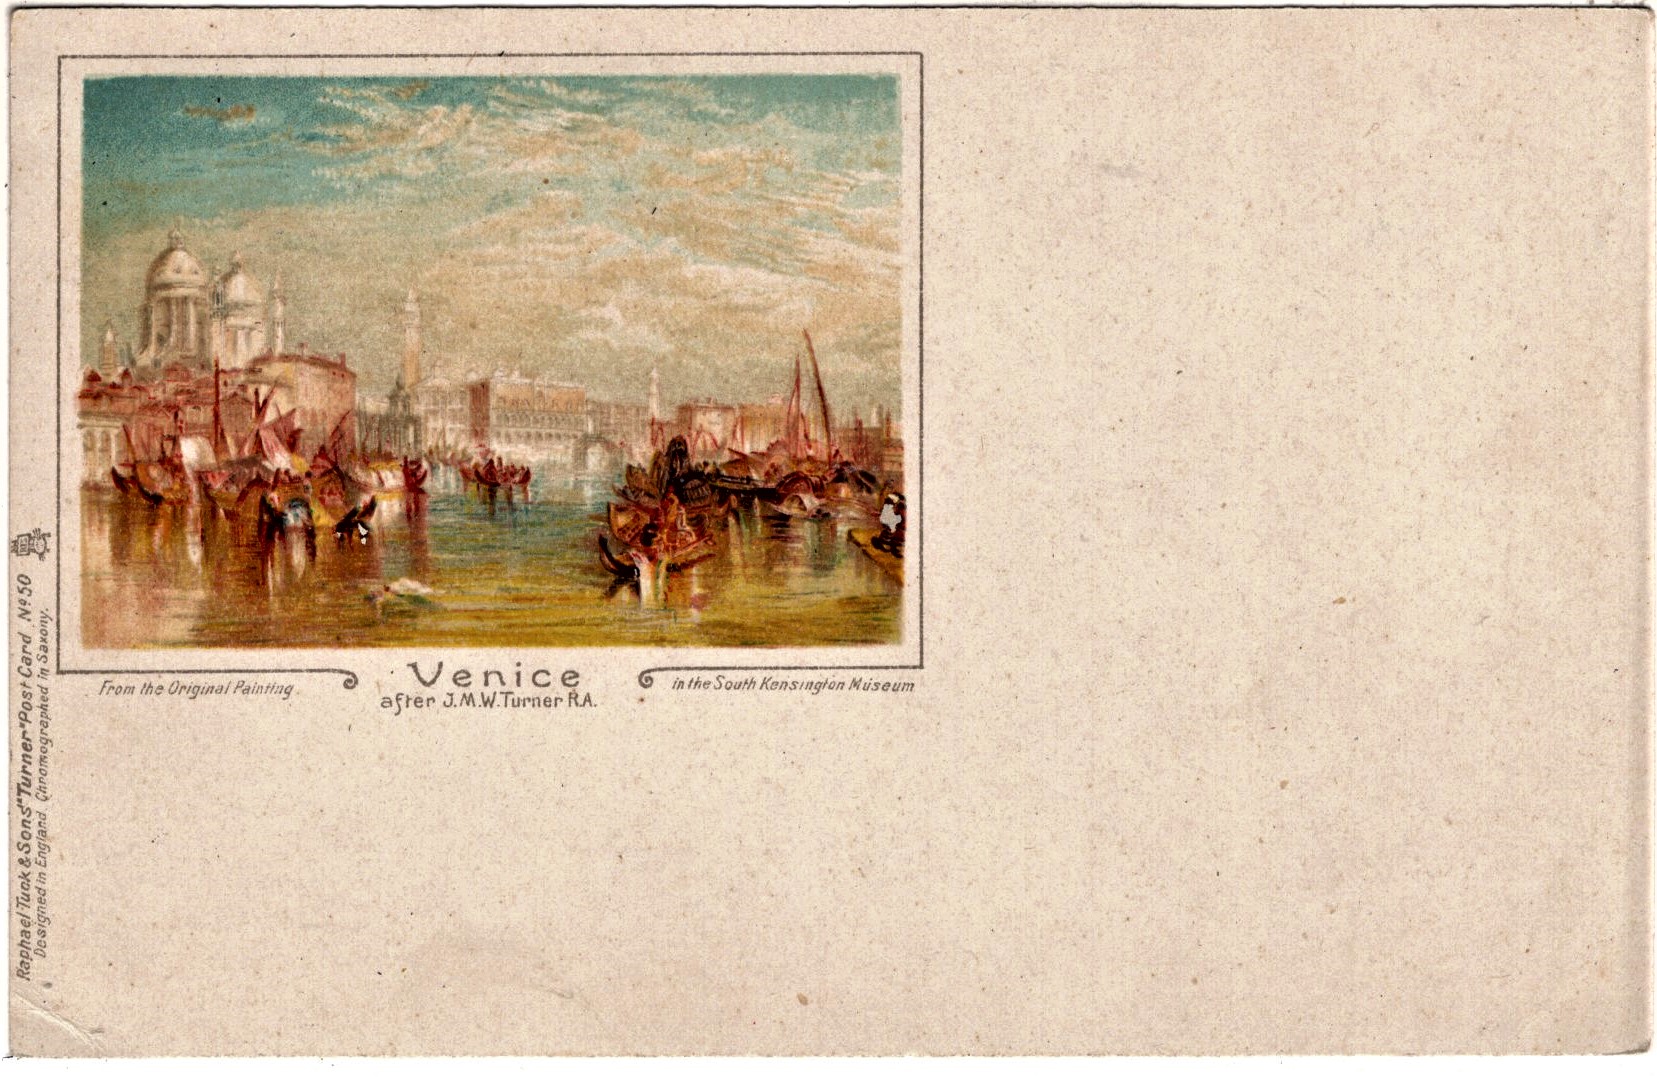 Venice
after J.M.W. Turner R.A.
From the Original Painting
in the South Kensington Museum
Raphael Tuck & Sons' "Turner" Post Card Nº 50
Designed in England. Chromographed in Saxony.